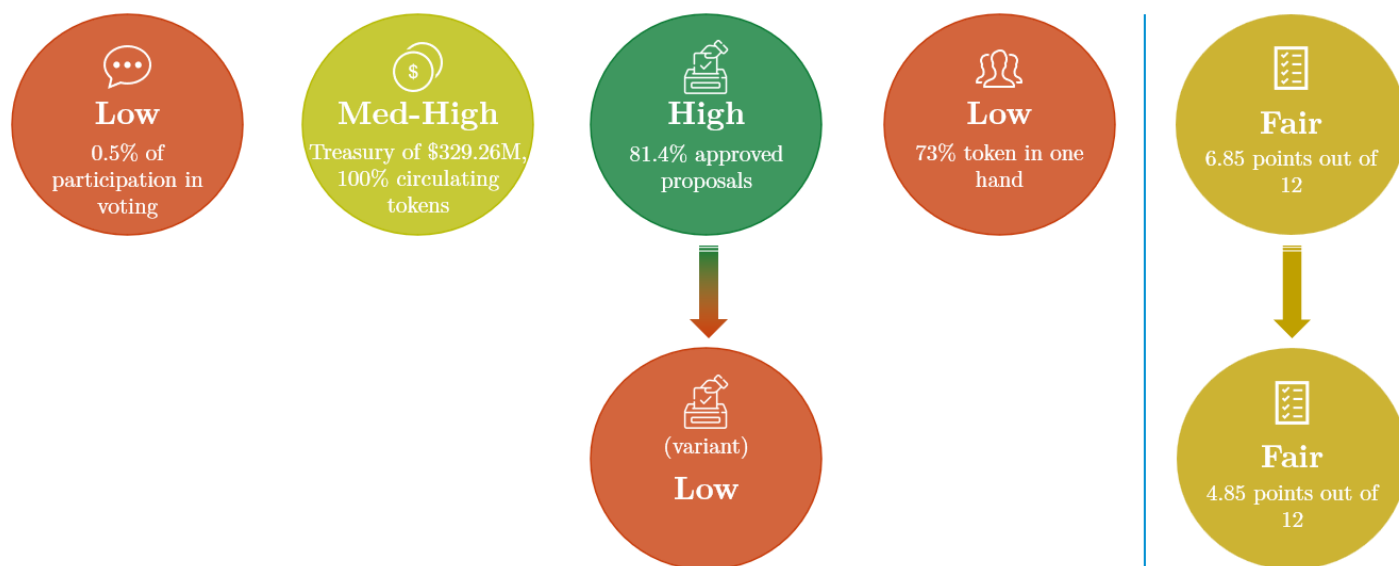 Low
0.5% of
participation in
voting
Med-High
Treasury of $329.26M,
100% circulating
tokens
High
81.4% approved
proposals
Low
73% token in one
hand
Fair
6.85 points out of
12
(variant)
Low
Fair
4.85 points out of
12